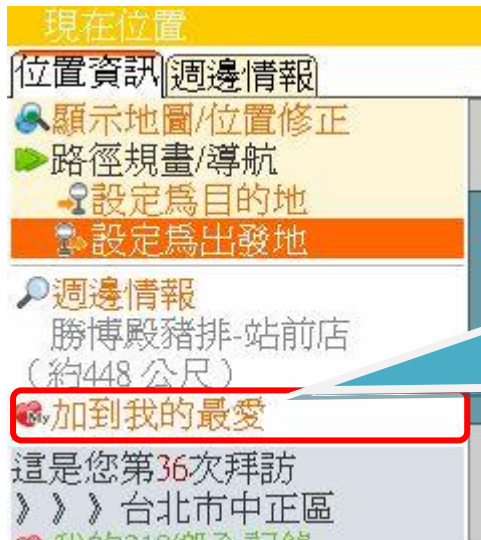 現在位置
位置資訊 週邊情報
顯示地圖/位置修正
路徑規畫/導航
設定為目的地
設定為出發地
週邊情報
勝博殿豬排-站前店
(約448 公尺)
My 加到我的最愛
這是您第36次拜訪
》》》台北市中正區